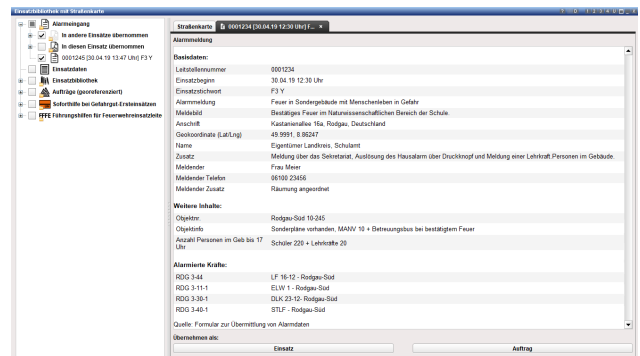 Einsatzbibliothek mit Straßenkarte
Alarmeingang
In andere Einsätze übernommen
In diesen Einsatz übernommen
0001245 [30.04.19 13:47 Uhr] F3 Y
Einsatzdaten
Einsatzbibliothek
Aufträge (georeferenziert)
Soforthilfe bei Gefahrgut-Ersteinsätzen
FFFE Führungshilfen für Feuerwehreinsatzleite
Straßenkarte
0001234 [30.04.19 12:30 Uhr] F... ×
Alarmmeldung
Basisdaten:
Leitstellennummer 0001234
Einsatzbeginn 30.04.19 12:30 Uhr
Einsatzstichwort F3 Y
Alarmmeldung Feuer in Sondergebäude mit Menschenleben in Gefahr
Meldebild Bestätiges Feuer im Naturwissenschaftlichen Bereich der Schule.
Anschrift Kastanienallee 16a, Rodgau, Deutschland
Geokoordinate (Lat/Lng) 49.9991, 8.86247
Name Eigentümer Landkreis, Schulamt
Zusatz Meldung über das Sekretariat, Auslösung des Hausalarm über Druckknopf und Meldung einer Lehrkraft.Personen im Gebäude.
Meldender Frau Meier
Meldender Telefon 06100 23456
Meldender Zusatz Räumung angeordnet
Weitere Inhalte:
Objektnr. Rodgau-Süd 10-245
Objektinfo Sonderpläne vorhanden, MANV 10 + Betreuungsbus bei bestätigtem Feuer
Anzahl Personen im Geb bis 17
Uhr Schüler 220 + Lehrkräfte 20
Alarmierte Kräfte:
RDG 3-44 LF 16-12 - Rodgau-Süd
RDG 3-11-1 ELW 1 - Rodgau-Süd
RDG 3-30-1 DLK 23-12- Rodgau-Süd
RDG 3-40-1 STLF - Rodgau-Süd
Quelle: Formular zur Übermittlung von Alarmdaten
Übernehmen als:
Einsatz Auftrag